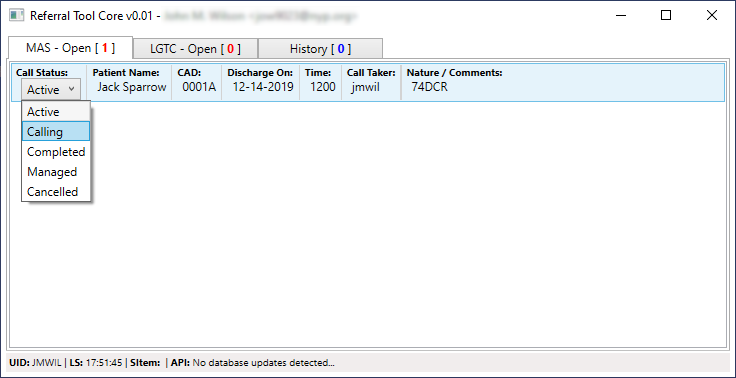 Referral Tool Core v0.01 -
MAS - Open [ 1 ] LGTC - Open [ 0 ] History [ 0 ]
Call Status: Patient Name: CAD: Discharge On: Time: Call Taker: Nature / Comments:
Active Jack Sparrow 0001A 12-14-2019 1200 jmwil 74DCR
Active
Calling
Completed
Managed
Cancelled
UID: JMWIL | LS: 17:51:45 | SItem: | API: No database updates detected...